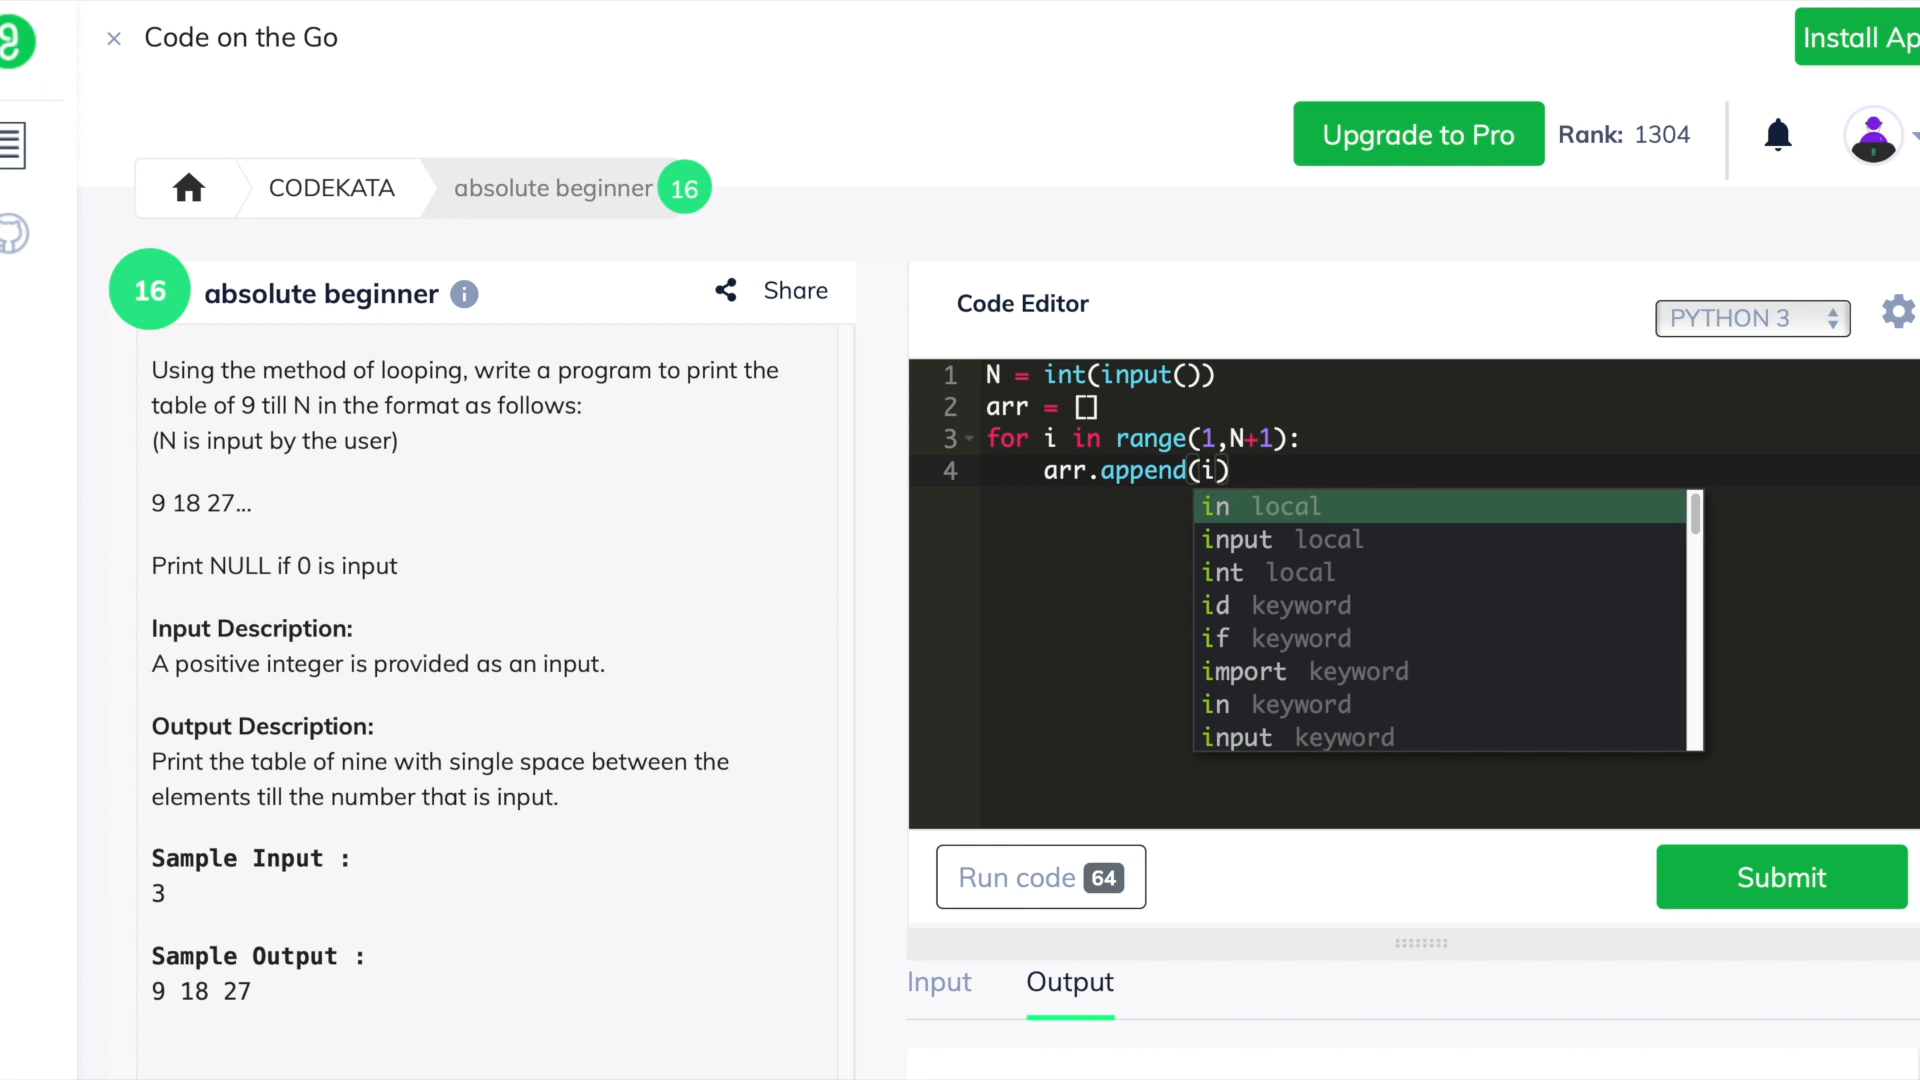 Code on the Go
Install Ap
Upgrade to Pro
Rank: 1304
CODEKATA
absolute beginner 16
16 absolute beginner
Share
Using the method of looping, write a program to print the
table of 9 till N in the format as follows:
(N is input by the user)
9 18 27...
Print NULL if 0 is input
Input Description:
A positive integer is provided as an input.
Output Description:
Print the table of nine with single space between the
elements till the number that is input.
Sample Input :
3
Sample Output :
9 18 27
Code Editor
PYTHON 3
1 N = int(input())
2 arr = []
3 for i in range(1,N+1):
4 arr.append(i)
in local
input local
int local
id keyword
if keyword
import keyword
in keyword
input keyword
Run code 64
Submit
Input
Output